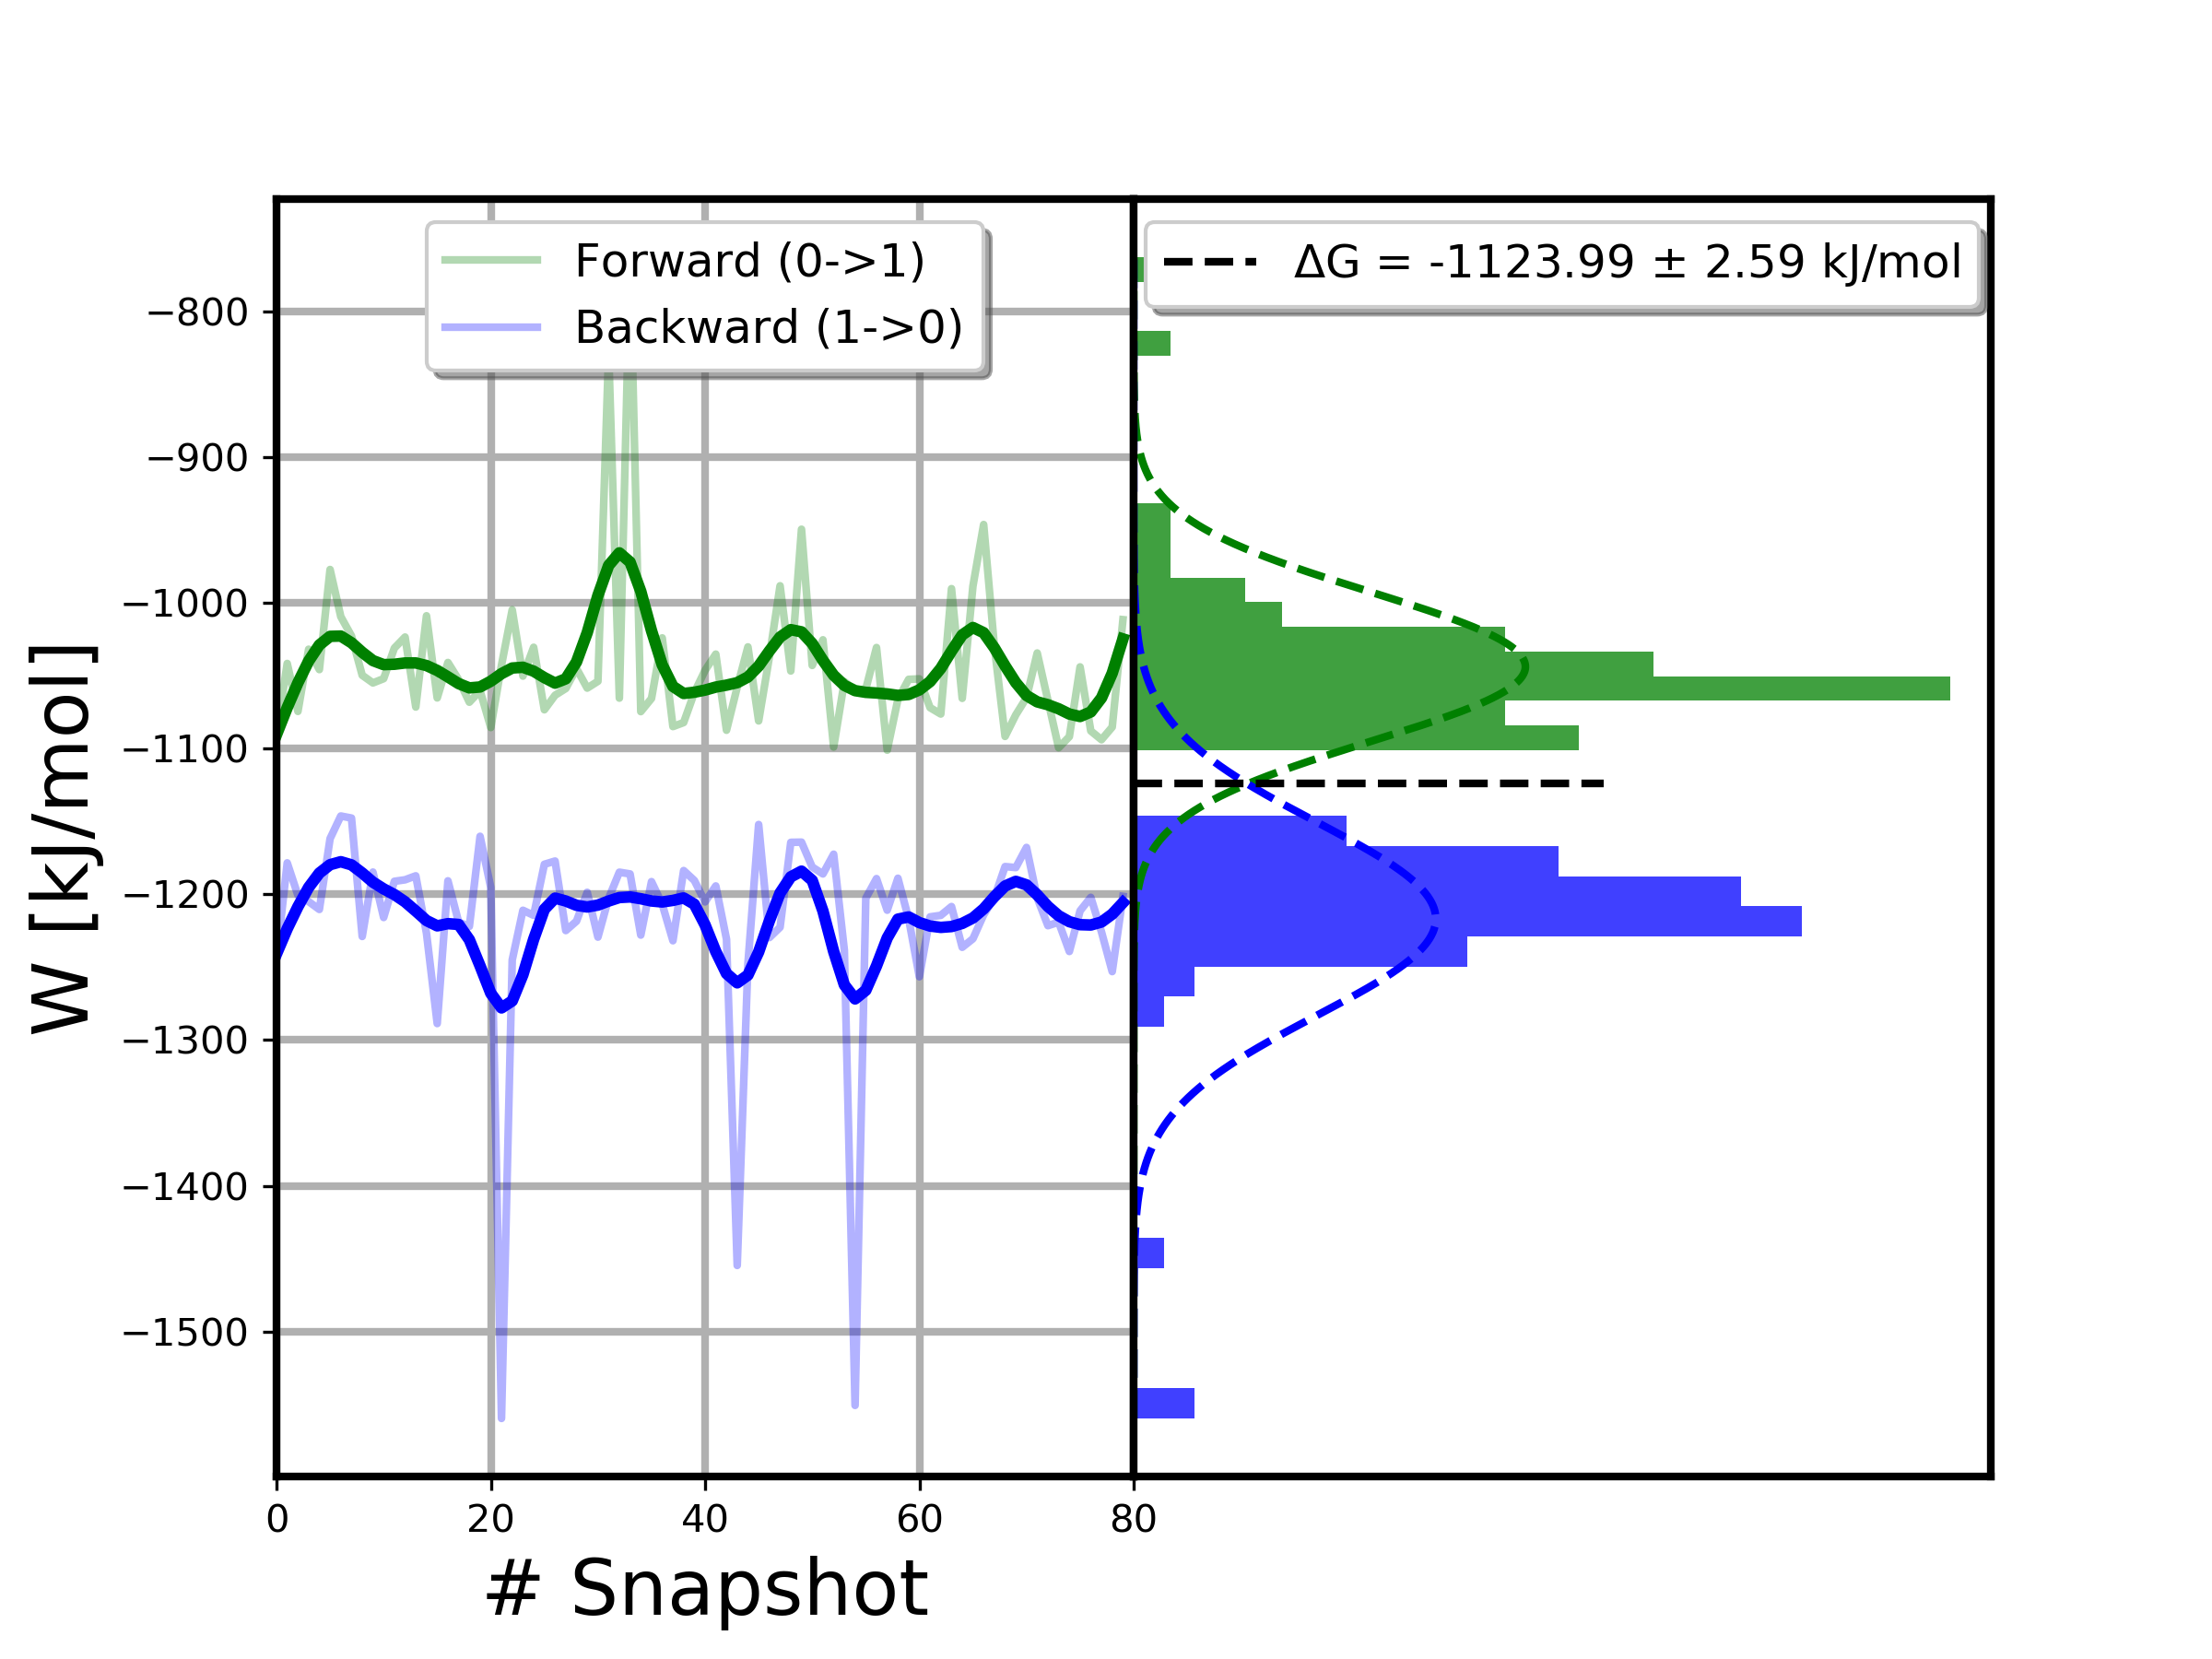 Forward (0->1)
Backward (1->0)
ΔG = -1123.99 ± 2.59 kJ/mol
W [kJ/mol]
−800
−900
−1000
−1100
−1200
−1300
−1400
−1500
0 20 40 60 80
# Snapshot